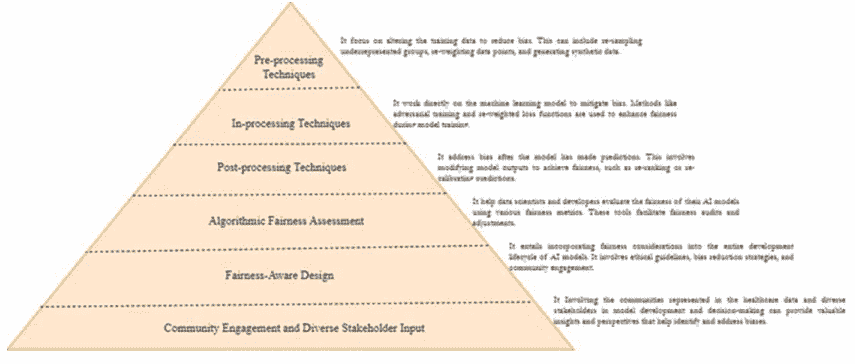 Pre-processing
Techniques
It focus on altering the training data to reduce bias. This can include re-sampling
underrepresented groups, re-weighting data points, and generating synthetic data.
In-processing Techniques
It work directly on the machine learning model to mitigate bias. Methods like
adversarial training and re-weighted loss functions are used to enhance fairness
during model training.
Post-processing Techniques
It address bias after the model has made predictions. This involves
modifying model outputs to achieve fairness, such as re-ranking or re-
calibrating predictions.
Algorithmic Fairness Assessment
It help data scientists and developers evaluate the fairness of their AI models
using various fairness metrics. These tools facilitate fairness audits and
adjustments.
Fairness-Aware Design
It entails incorporating fairness considerations into the entire development
lifecycle of AI models. It involves ethical guidelines, bias reduction strategies, and
community engagement.
Community Engagement and Diverse Stakeholder Input
It Involving the communities represented in the healthcare data and diverse
stakeholders in model development and decision-making can provide valuable
insights and perspectives that help identify and address biases.